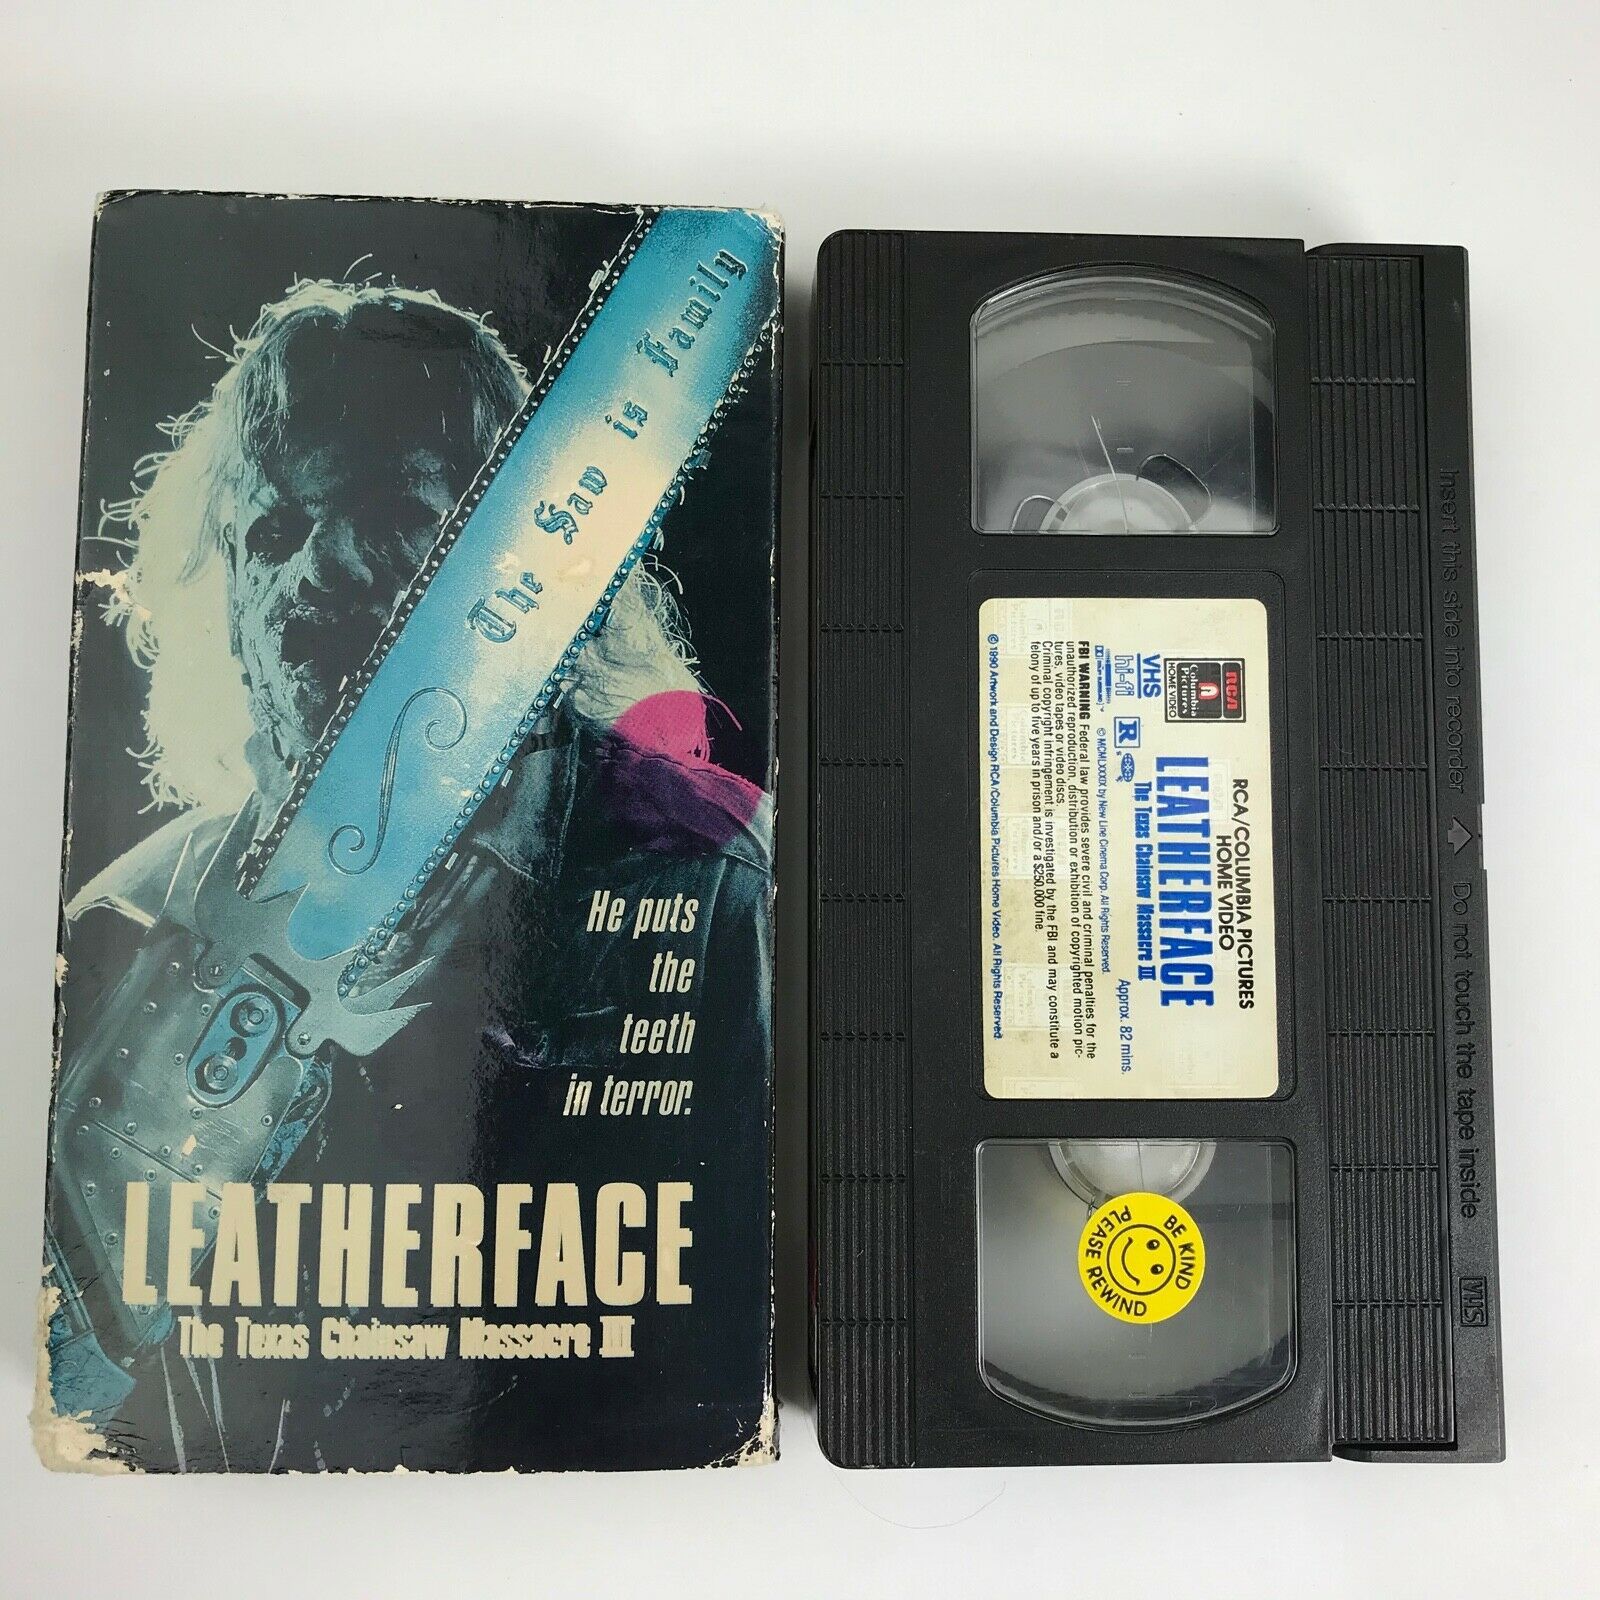 The Saw is Family
He puts
the
teeth
in terror.
LEATHERFACE
The Texas Chainsaw Massacre III
RCA
Columbia
Pictures
HOME VIDEO
RCA/COLUMBIA PICTURES
HOME VIDEO
LEATHERFACE
The Texas Chainsaw Massacre III
VHS
hi-fi
R
Approx. 82 mins.
by New Line Cinema Corp. All Rights Reserved.
FBI WARNING Federal law provides severe civil and criminal penalties for the
unauthorized reproduction, distribution or exhibition of copyrighted motion pic-
tures, video tapes or video discs.
Criminal copyright infringement is investigated by the FBI and may constitute a
felony of up to five years in prison and/or a $250,000 fine.
© 1990 Artwork and Design RCA/Columbia Pictures Home Video. All Rights Reserved.
BE KIND
PLEASE REWIND
Insert this side into recorder
Do not touch the tape inside
VHS